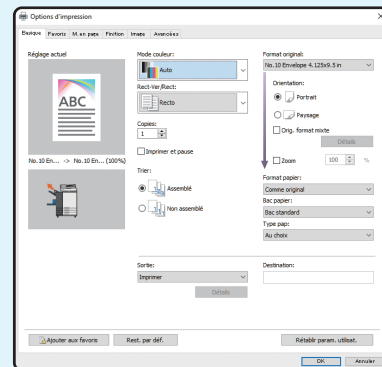 Options d'impression
Basique Favoris M. en page Finition Image Avancées
Réglage actuel
ABC
No.10 En... -> No.10 En... (100%)
Mode couleur:
Auto
Rect-Ver/Rect:
Recto
Copies:
1
Imprimer et pause
Trier:
Assemblé
Non assemblé
Sortie:
Imprimer
Détails
Format original:
No.10 Envelope 4.125x9.5 in
Orientation:
Portrait
Paysage
Orig. format mixte
Détails
Zoom 100 %
Format papier:
Comme original
Bac papier:
Bac standard
Type pap:
Au choix
Destination:
Ajouter aux favoris Rest. par déf. Rétablir param. utilisat.
OK Annuler